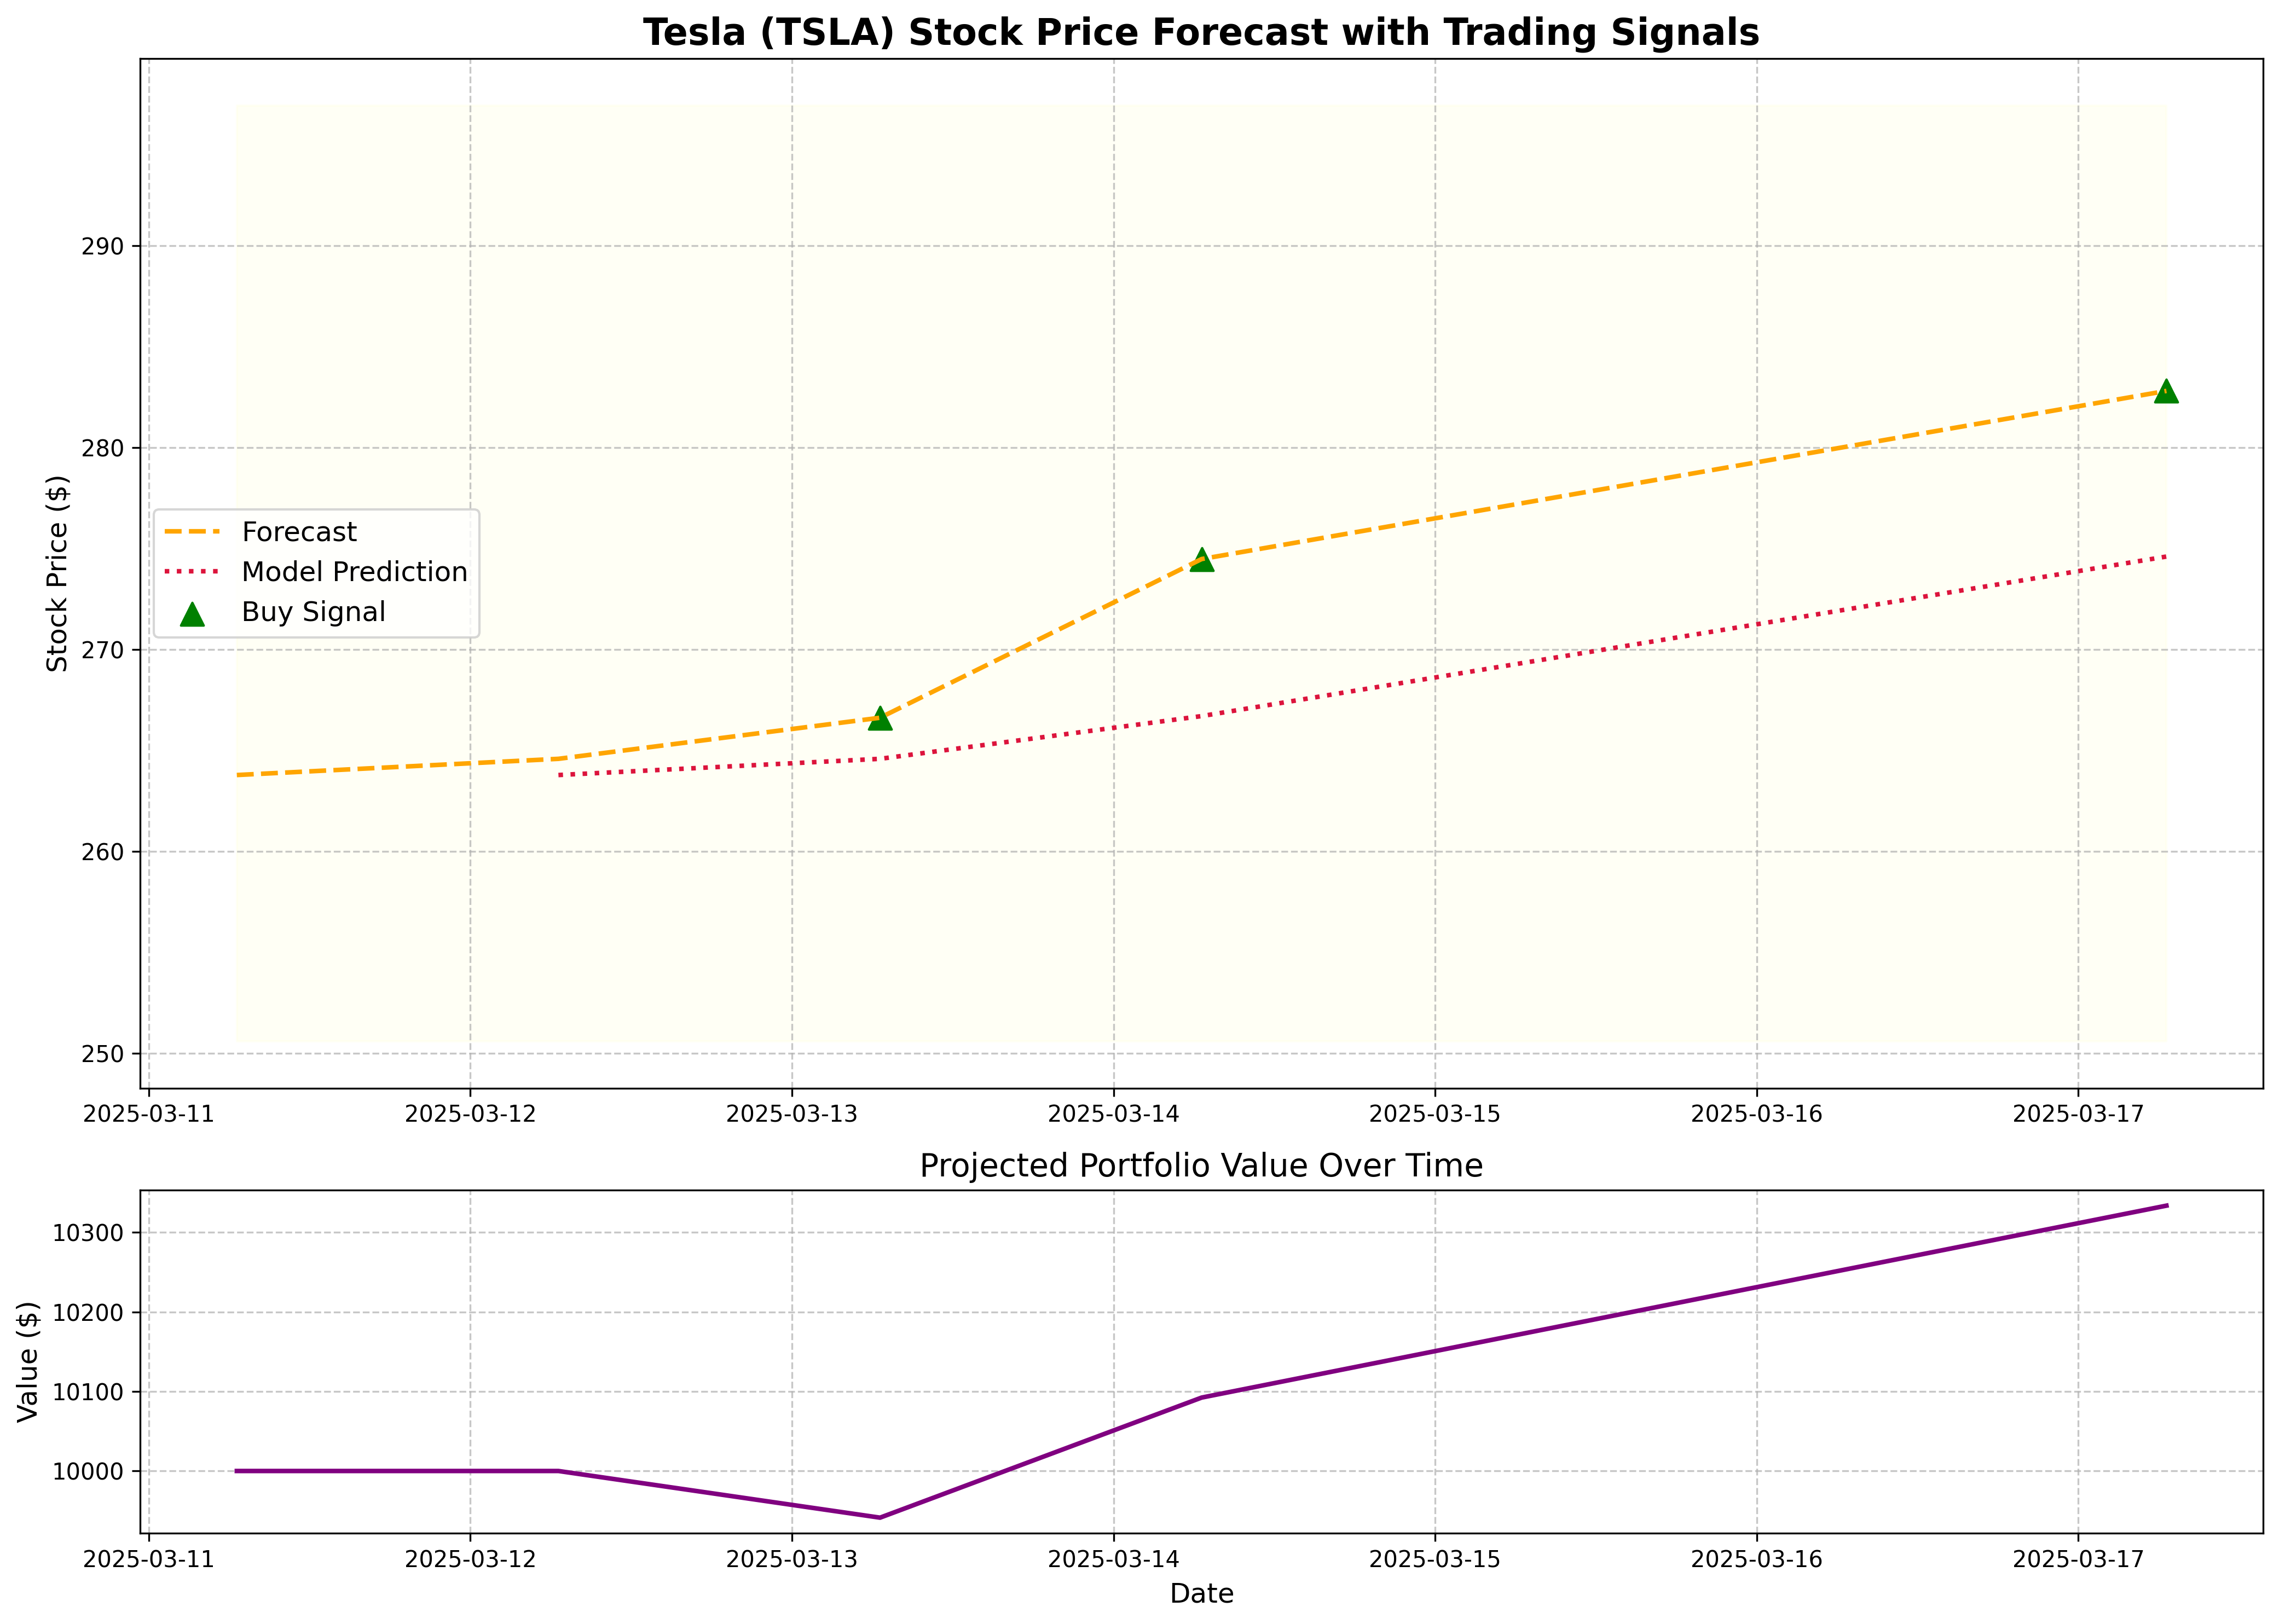 Tesla (TSLA) Stock Price Forecast with Trading Signals
Stock Price ($)
290
280
270
260
250
Forecast
Model Prediction
Buy Signal
2025-03-11 2025-03-12 2025-03-13 2025-03-14 2025-03-15 2025-03-16 2025-03-17
Projected Portfolio Value Over Time
Value ($)
10300
10200
10100
10000
2025-03-11 2025-03-12 2025-03-13 2025-03-14 2025-03-15 2025-03-16 2025-03-17
Date